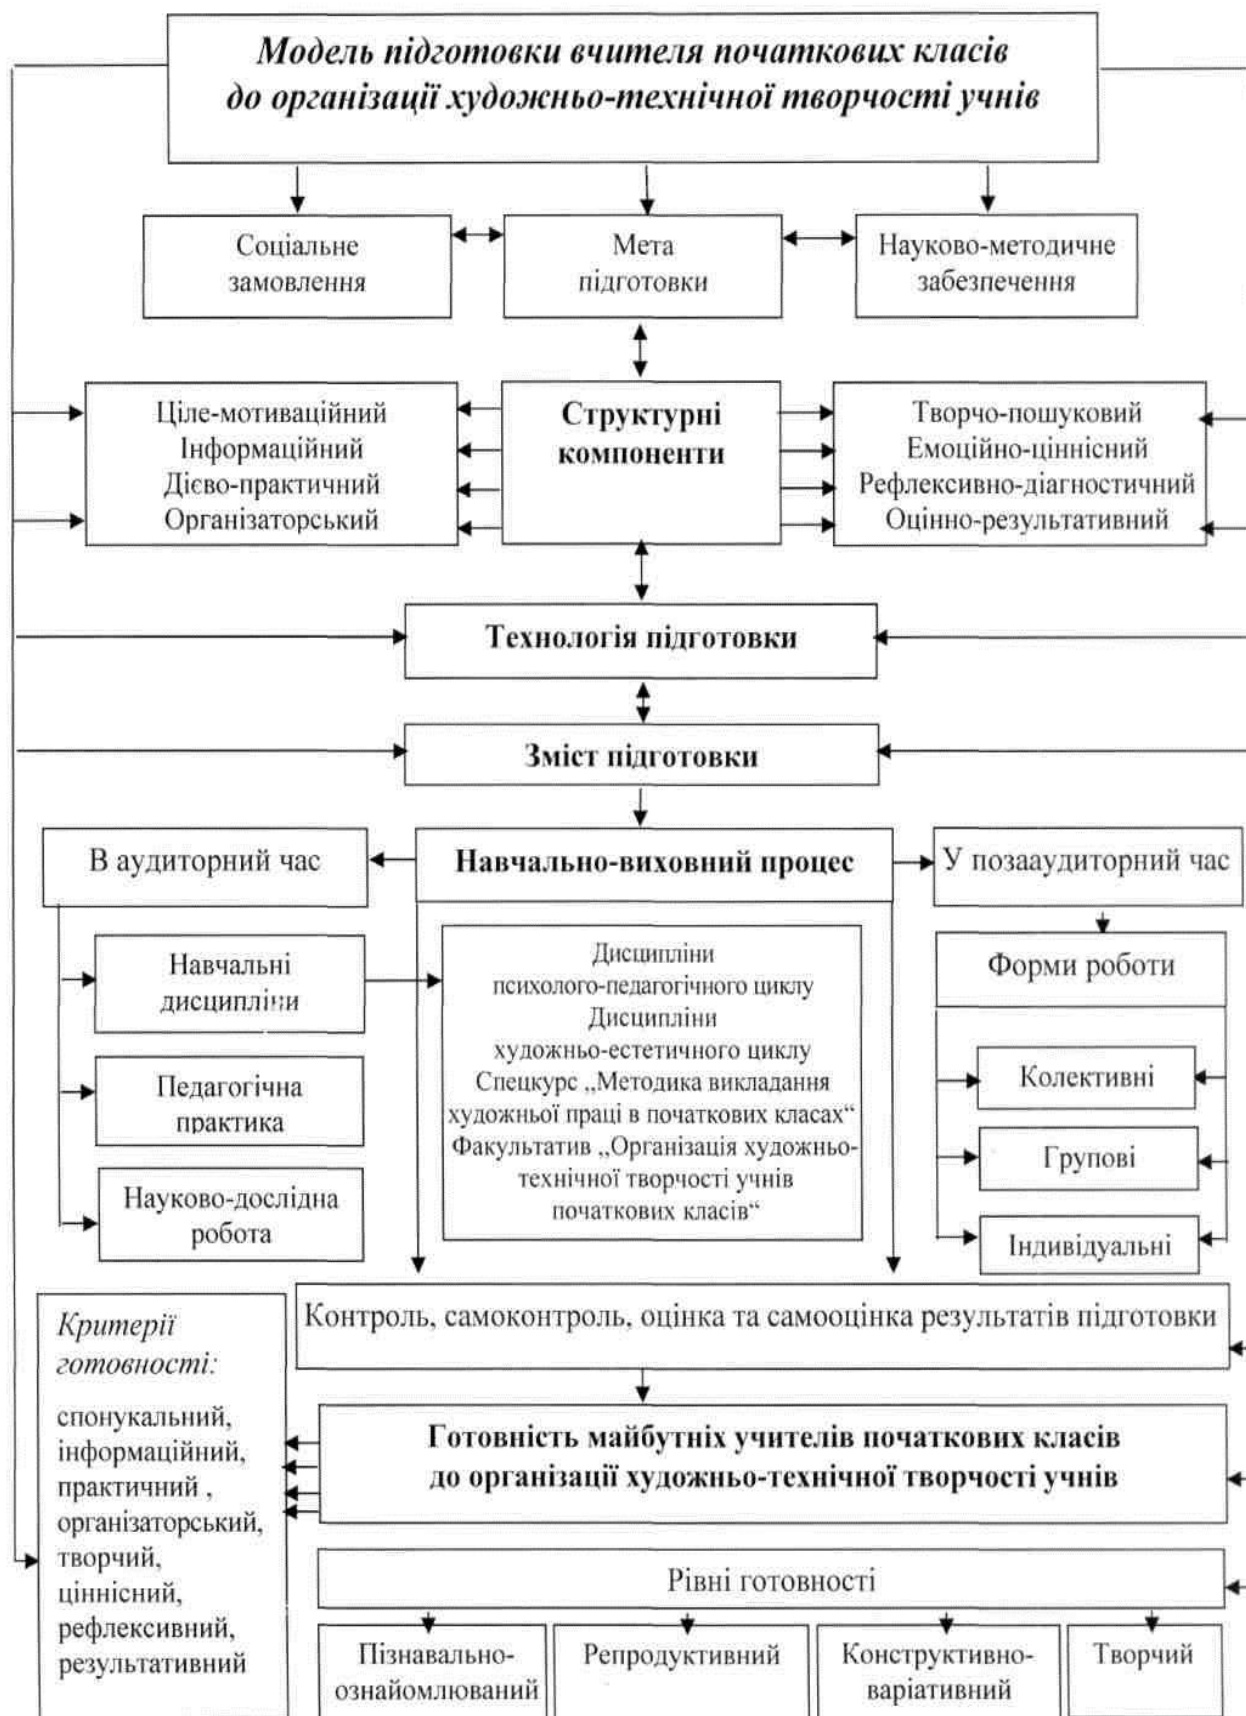 Модель підготовки вчителя початкових класів
до організації художньо-технічної творчості учнів
Соціальне
замовлення
Мета
підготовки
Науково-методичне
забезпечення
Ціле-мотиваційний
Інформаційний
Дієво-практичний
Організаторський
Структурні
компоненти
Творчо-пошуковий
Емоційно-ціннісний
Рефлексивно-діагностичний
Оцінно-результативний
Технологія підготовки
Зміст підготовки
В аудиторний час
Навчально-виховний процес
У позааудиторний час
Навчальні
дисципліни
Педагогічна
практика
Науково-дослідна
робота
Дисципліни
психолого-педагогічного циклу
Дисципліни
художньо-естетичного циклу
Спецкурс „Методика викладання
художньої праці в початкових класах“
Факультатив „Організація художньо-
технічної творчості учнів
початкових класів“
Форми роботи
Колективні
Групові
Індивідуальні
Контроль, самоконтроль, оцінка та самооцінка результатів підготовки
Критерії
готовності:
спонукальний,
інформаційний,
практичний ,
організаторський,
творчий,
ціннісний,
рефлексивний,
результативний
Готовність майбутніх учителів початкових класів
до організації художньо-технічної творчості учнів
Рівні готовності
Пізнавально-
ознайомлюваний
Репродуктивний
Конструктивно-
варіативний
Творчий